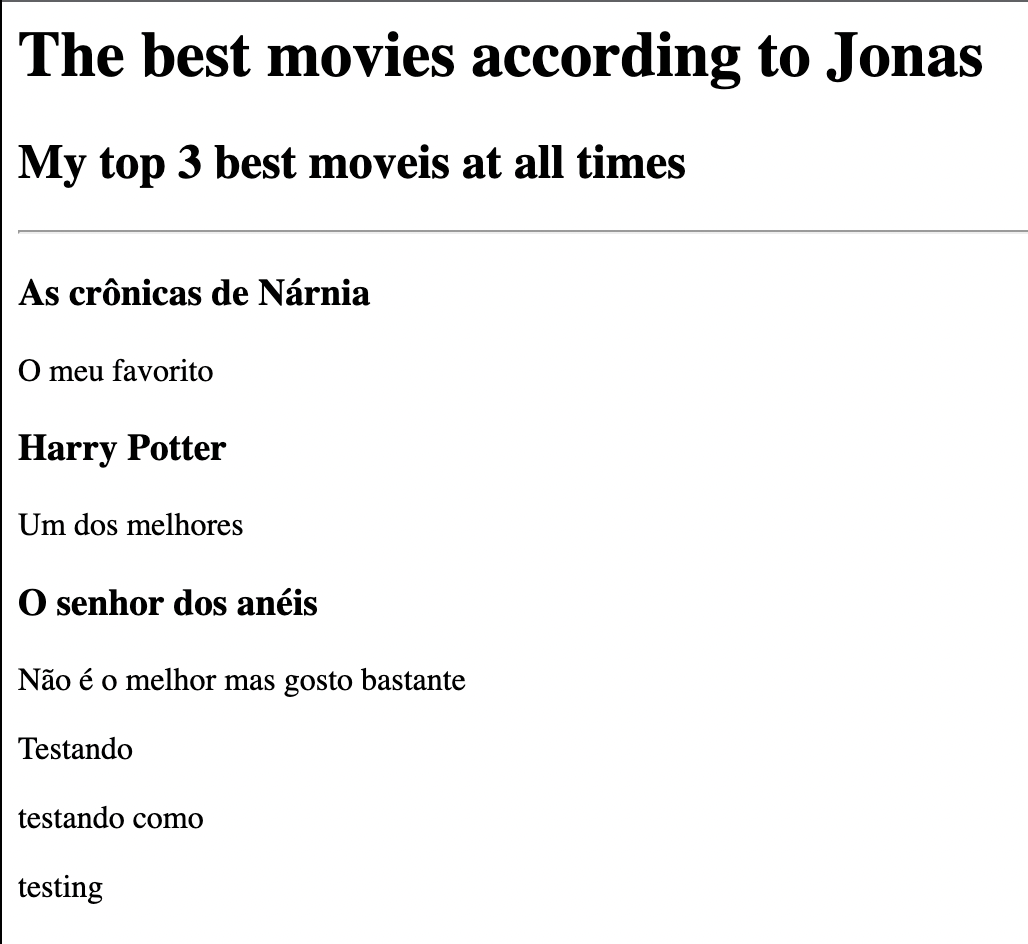 The best movies according to Jonas
My top 3 best moveis at all times
As crônicas de Nárnia
O meu favorito
Harry Potter
Um dos melhores
O senhor dos anéis
Não é o melhor mas gosto bastante
Testando
testando como
testing